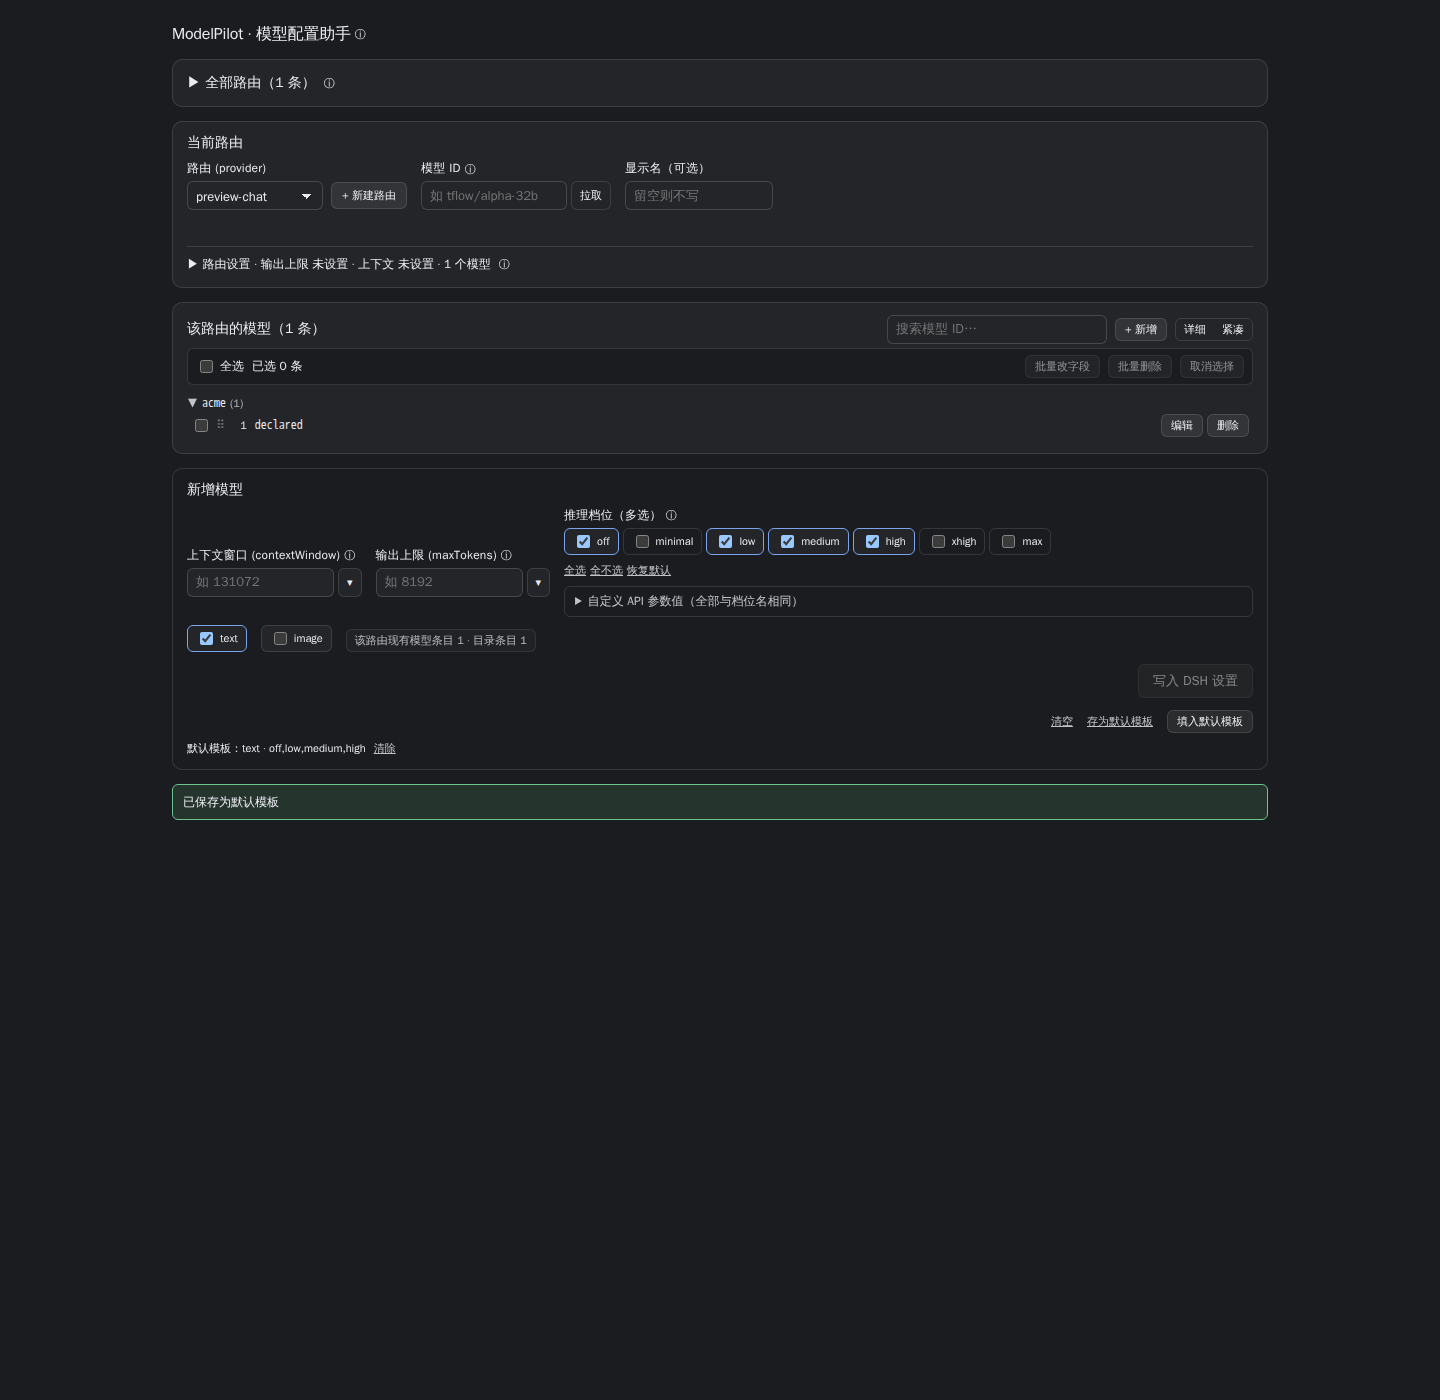 ModelPilot · 模型配置助手 ⓘ
▶ 全部路由（1 条） ⓘ
当前路由
路由 (provider)
模型 ID ⓘ
显示名（可选）
preview-chat
+ 新建路由
如 tflow/alpha-32b
拉取
留空则不写
▶ 路由设置 · 输出上限 未设置 · 上下文 未设置 · 1 个模型 ⓘ
该路由的模型（1 条）
搜索模型 ID…
+ 新增
详细
紧凑
全选 已选 0 条
批量改字段
批量删除
取消选择
▼ acme (1)
⠿ 1 declared
编辑
删除
新增模型
推理档位（多选） ⓘ
off
minimal
low
medium
high
xhigh
max
上下文窗口 (contextWindow) ⓘ
输出上限 (maxTokens) ⓘ
全选 全不选 恢复默认
如 131072
▼
如 8192
▼
▶ 自定义 API 参数值（全部与档位名相同）
text
image
该路由现有模型条目 1 · 目录条目 1
写入 DSH 设置
清空
存为默认模板
填入默认模板
默认模板：text · off,low,medium,high 清除
已保存为默认模板